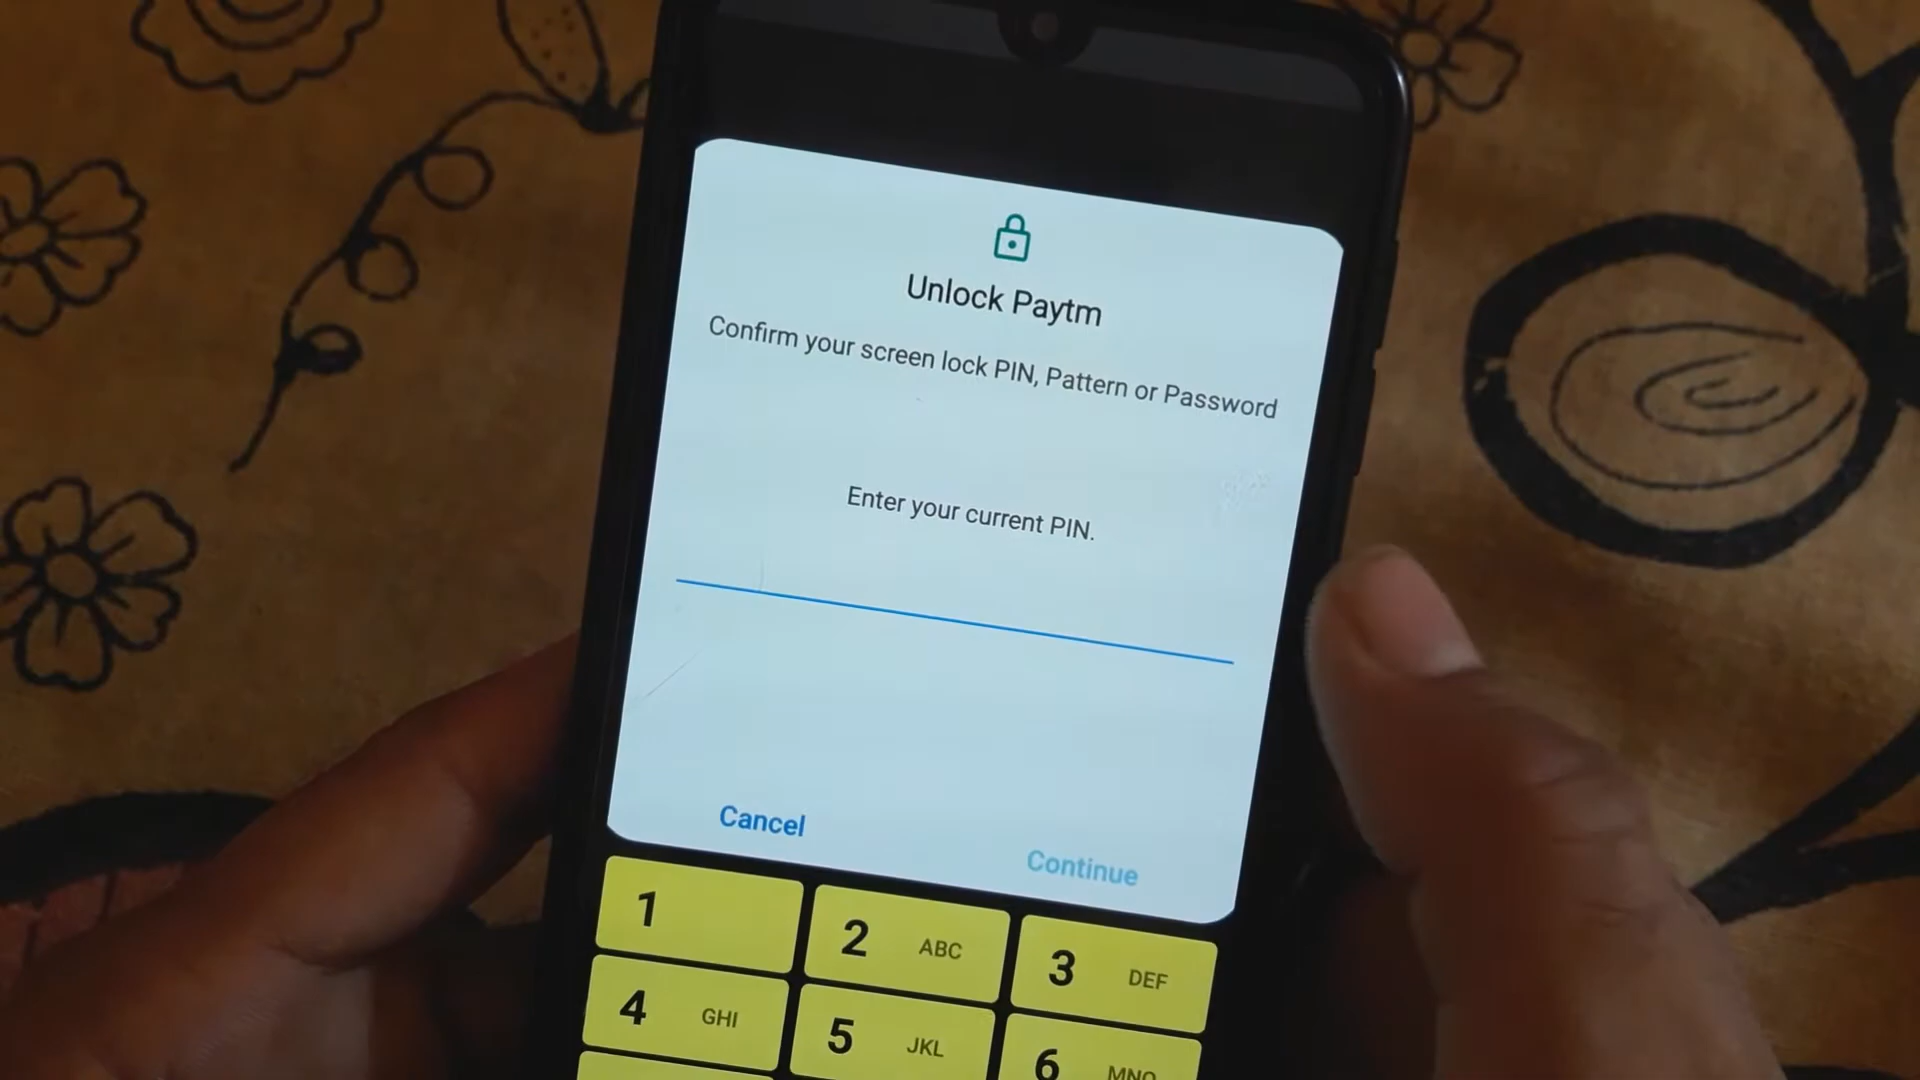 Unlock Paytm
Confirm your screen lock PIN, Pattern or Password
Enter your current PIN.
Cancel
Continue
1
2 ABC
3 DEF
4 GHI
5 JKL
6 MNO